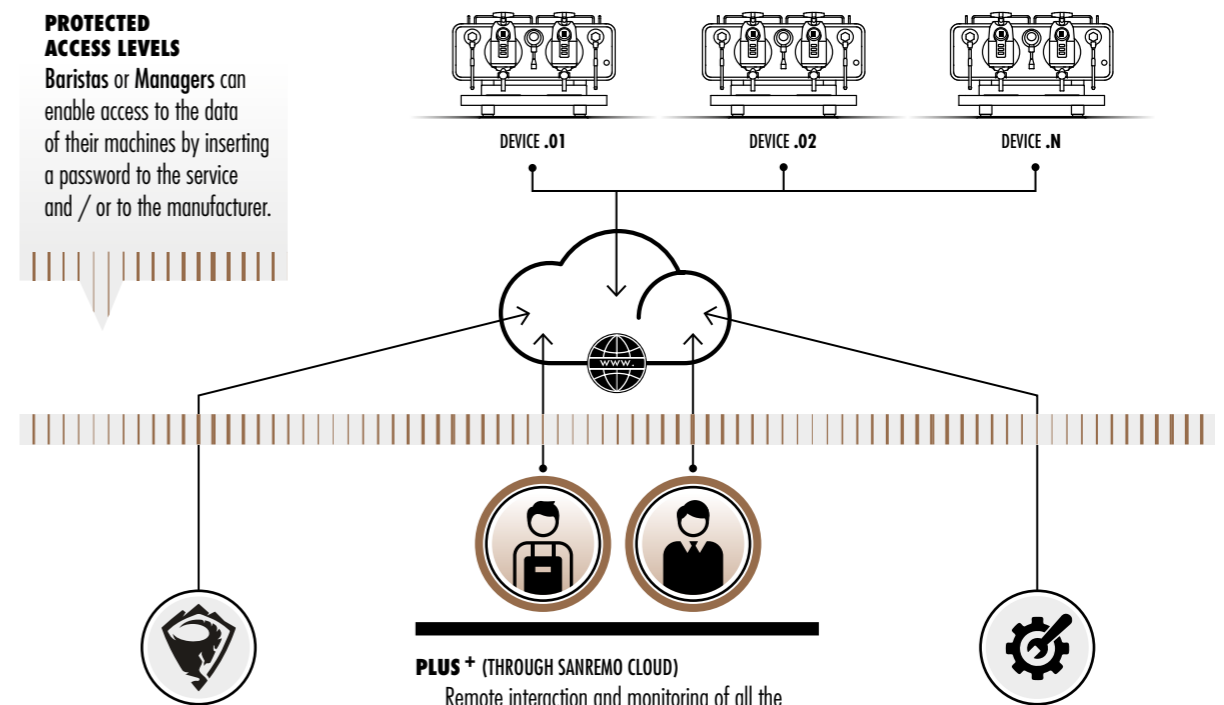 PROTECTED
ACCESS LEVELS
Baristas or Managers can
enable access to the data
of their machines by inserting
a password to the service
and / or to the manufacturer.
DEVICE .01
DEVICE .02
DEVICE .N
www.
PLUS + (THROUGH SANREMO CLOUD)
Remote interaction and monitoring of all the